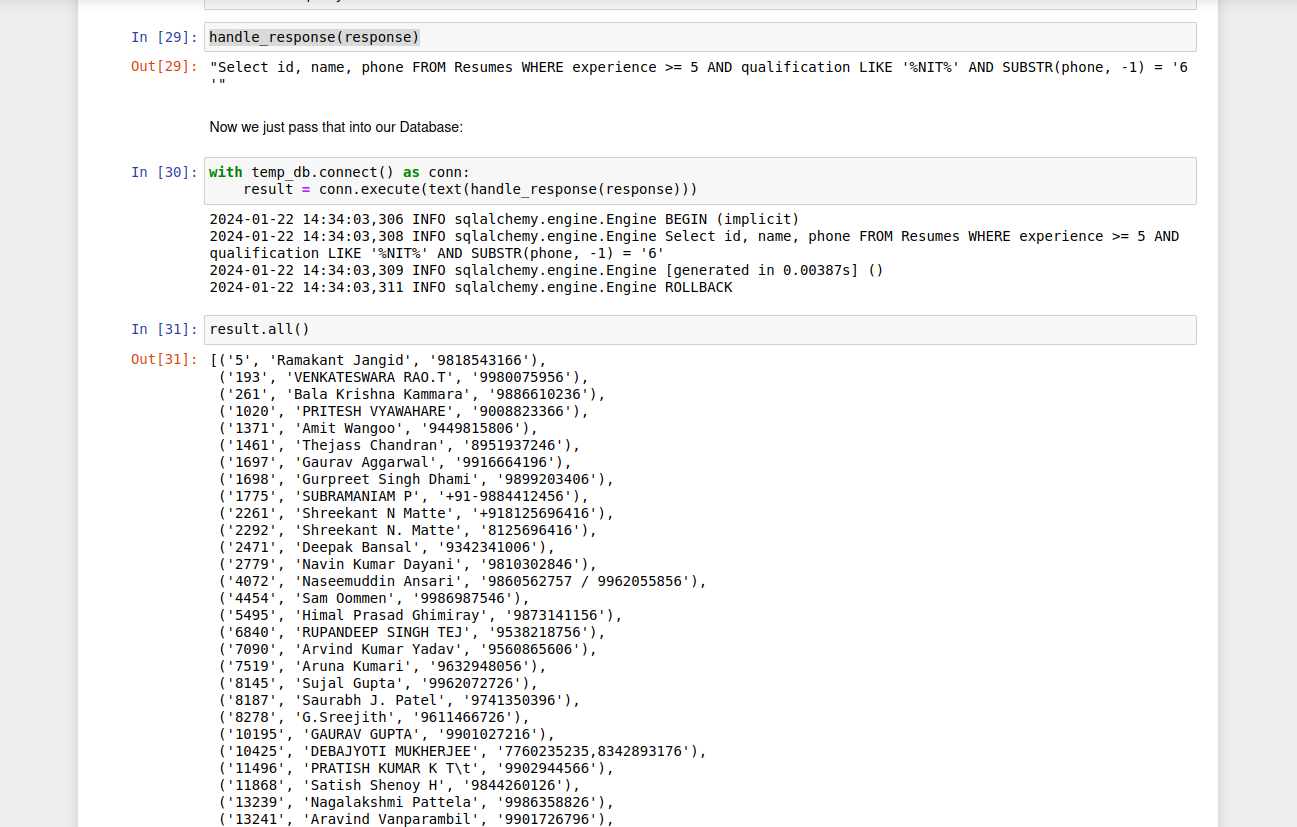 In [29]: handle_response(response)
Out[29]: "Select id, name, phone FROM Resumes WHERE experience >= 5 AND qualification LIKE '%NIT%' AND SUBSTR(phone, -1) = '6
'"
Now we just pass that into our Database:
In [30]: with temp_db.connect() as conn:
    result = conn.execute(text(handle_response(response)))
2024-01-22 14:34:03,306 INFO sqlalchemy.engine.Engine BEGIN (implicit)
2024-01-22 14:34:03,308 INFO sqlalchemy.engine.Engine Select id, name, phone FROM Resumes WHERE experience >= 5 AND
qualification LIKE '%NIT%' AND SUBSTR(phone, -1) = '6'
2024-01-22 14:34:03,309 INFO sqlalchemy.engine.Engine [generated in 0.00387s] ()
2024-01-22 14:34:03,311 INFO sqlalchemy.engine.Engine ROLLBACK
In [31]: result.all()
Out[31]: [('5', 'Ramakant Jangid', '9818543166'),
('193', 'VENKATESWARA RAO.T', '9980075956'),
('261', 'Bala Krishna Kammara', '9886610236'),
('1020', 'PRITESH VYAWAHARE', '9008823366'),
('1371', 'Amit Wangoo', '9449815806'),
('1461', 'Thejass Chandran', '8951937246'),
('1697', 'Gaurav Aggarwal', '9916664196'),
('1698', 'Gurpreet Singh Dhami', '9899203406'),
('1775', 'SUBRAMANIAM P', '+91-9884412456'),
('2261', 'Shreekant N Matte', '+918125696416'),
('2292', 'Shreekant N. Matte', '8125696416'),
('2471', 'Deepak Bansal', '9342341006'),
('2779', 'Navin Kumar Dayani', '9810302846'),
('4072', 'Naseemuddin Ansari', '9860562757 / 9962055856'),
('4454', 'Sam Oommen', '9986987546'),
('5495', 'Himal Prasad Ghimiray', '9873141156'),
('6840', 'RUPANDEEP SINGH TEJ', '9538218756'),
('7090', 'Arvind Kumar Yadav', '9560865606'),
('7519', 'Aruna Kumari', '9632948056'),
('8145', 'Sujal Gupta', '9962072726'),
('8187', 'Saurabh J. Patel', '9741350396'),
('8278', 'G.Sreejith', '9611466726'),
('10195', 'GAURAV GUPTA', '9901027216'),
('10425', 'DEBAJYOTI MUKHERJEE', '7760235235,8342893176'),
('11496', 'PRATISH KUMAR K T\t', '9902944566'),
('11868', 'Satish Shenoy H', '9844260126'),
('13239', 'Nagalakshmi Pattela', '9986358826'),
('13241', 'Aravind Vanparambil', '9901726796'),